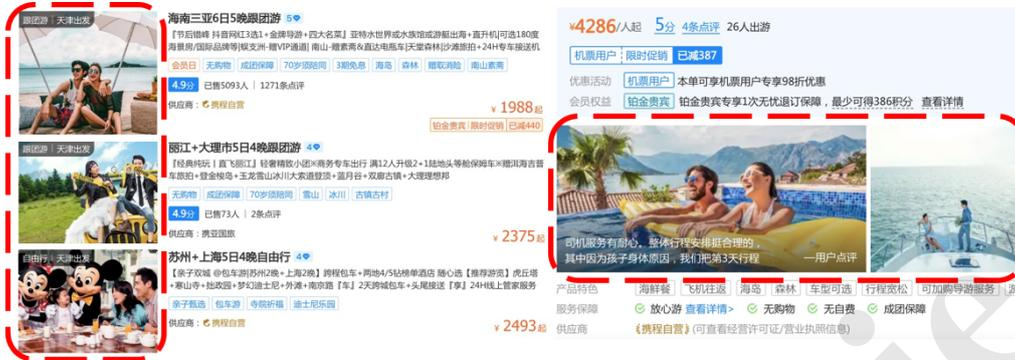 跟团游 | 天津出发
海南三亚6日5晚跟团游 5
『节后错峰 抖音网红3选1+金牌导游+四大名菜』亚特水世界或水族馆或游艇出海+直升机|可选180度
海景房/国际品牌等|蜈支洲-赠VIP通道| 南山-赠素斋&直达电瓶车|天堂森林|沙滩旅拍+24H专车接送机
会员日 无购物 成团保障 70岁须陪同 3期免息 海岛 森林 赠取消险 南山素斋
4.9分 已售5093人 | 1271条点评
供应商: 携程自营
¥ 1988起
铂金贵宾 | 限时促销 已减440
跟团游 | 天津出发
丽江+大理市5日4晚跟团游 4
『经典纯玩丨直飞丽江』轻奢精致小团※商务专车出行 满12人升级2+1陆地头等舱保姆车※赠洱海吉普
车旅拍+登金梭岛+玉龙雪山冰川大索道登顶+蓝月谷+双廊古镇+大理理想邦
无购物 成团保障 70岁须陪同 雪山 冰川 古镇古村
4.9分 已售73人 | 2条点评
供应商: 携亚国旅
¥ 2375起
自由行 | 天津出发
苏州+上海5日4晚自由行 4
【亲子双城 @包车游|苏州2晚+上海2晚】跨程包车+两地4/5钻榜单酒店 随心选【推荐游览】虎丘塔
+寒山寺+拙政园+梦幻迪士尼+外滩+南京路【车】2天跨城包车+头尾接送【享】24H线上管家服务
亲子甄选 包车游 寺院祈福 迪士尼乐园
供应商: 携程自营
¥ 2493起
¥4286/人起 5分 4条点评 26人出游
机票用户 限时促销 已减387
优惠活动 机票用户 本单可享机票用户专享98折优惠
会员权益 铂金贵宾 铂金贵宾专享1次无忧退订保障，最少可得386积分 查看详情
司机服务有耐心。整体行程安排挺合理的，
其中因为孩子身体原因，我们把第3天行程 —用户点评
产品特色 海鲜餐 飞机往返 海岛 森林 车型可选 行程宽松 可加购导游服务
服务保障 放心游 查看详情> 无购物 无自费 成团保障
供应商 携程自营 (可查看经营许可证/营业执照信息)